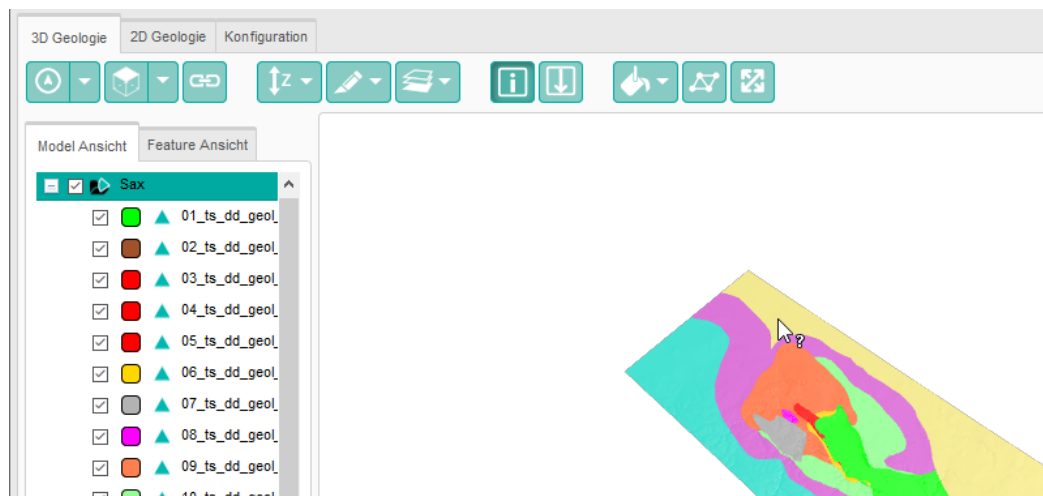 3D Geologie 2D Geologie Konfiguration
Z
Model Ansicht Feature Ansicht
Sax
01_ts_dd_geol_
02_ts_dd_geol_
03_ts_dd_geol_
04_ts_dd_geol_
05_ts_dd_geol_
06_ts_dd_geol_
07_ts_dd_geol_
08_ts_dd_geol_
09_ts_dd_geol_